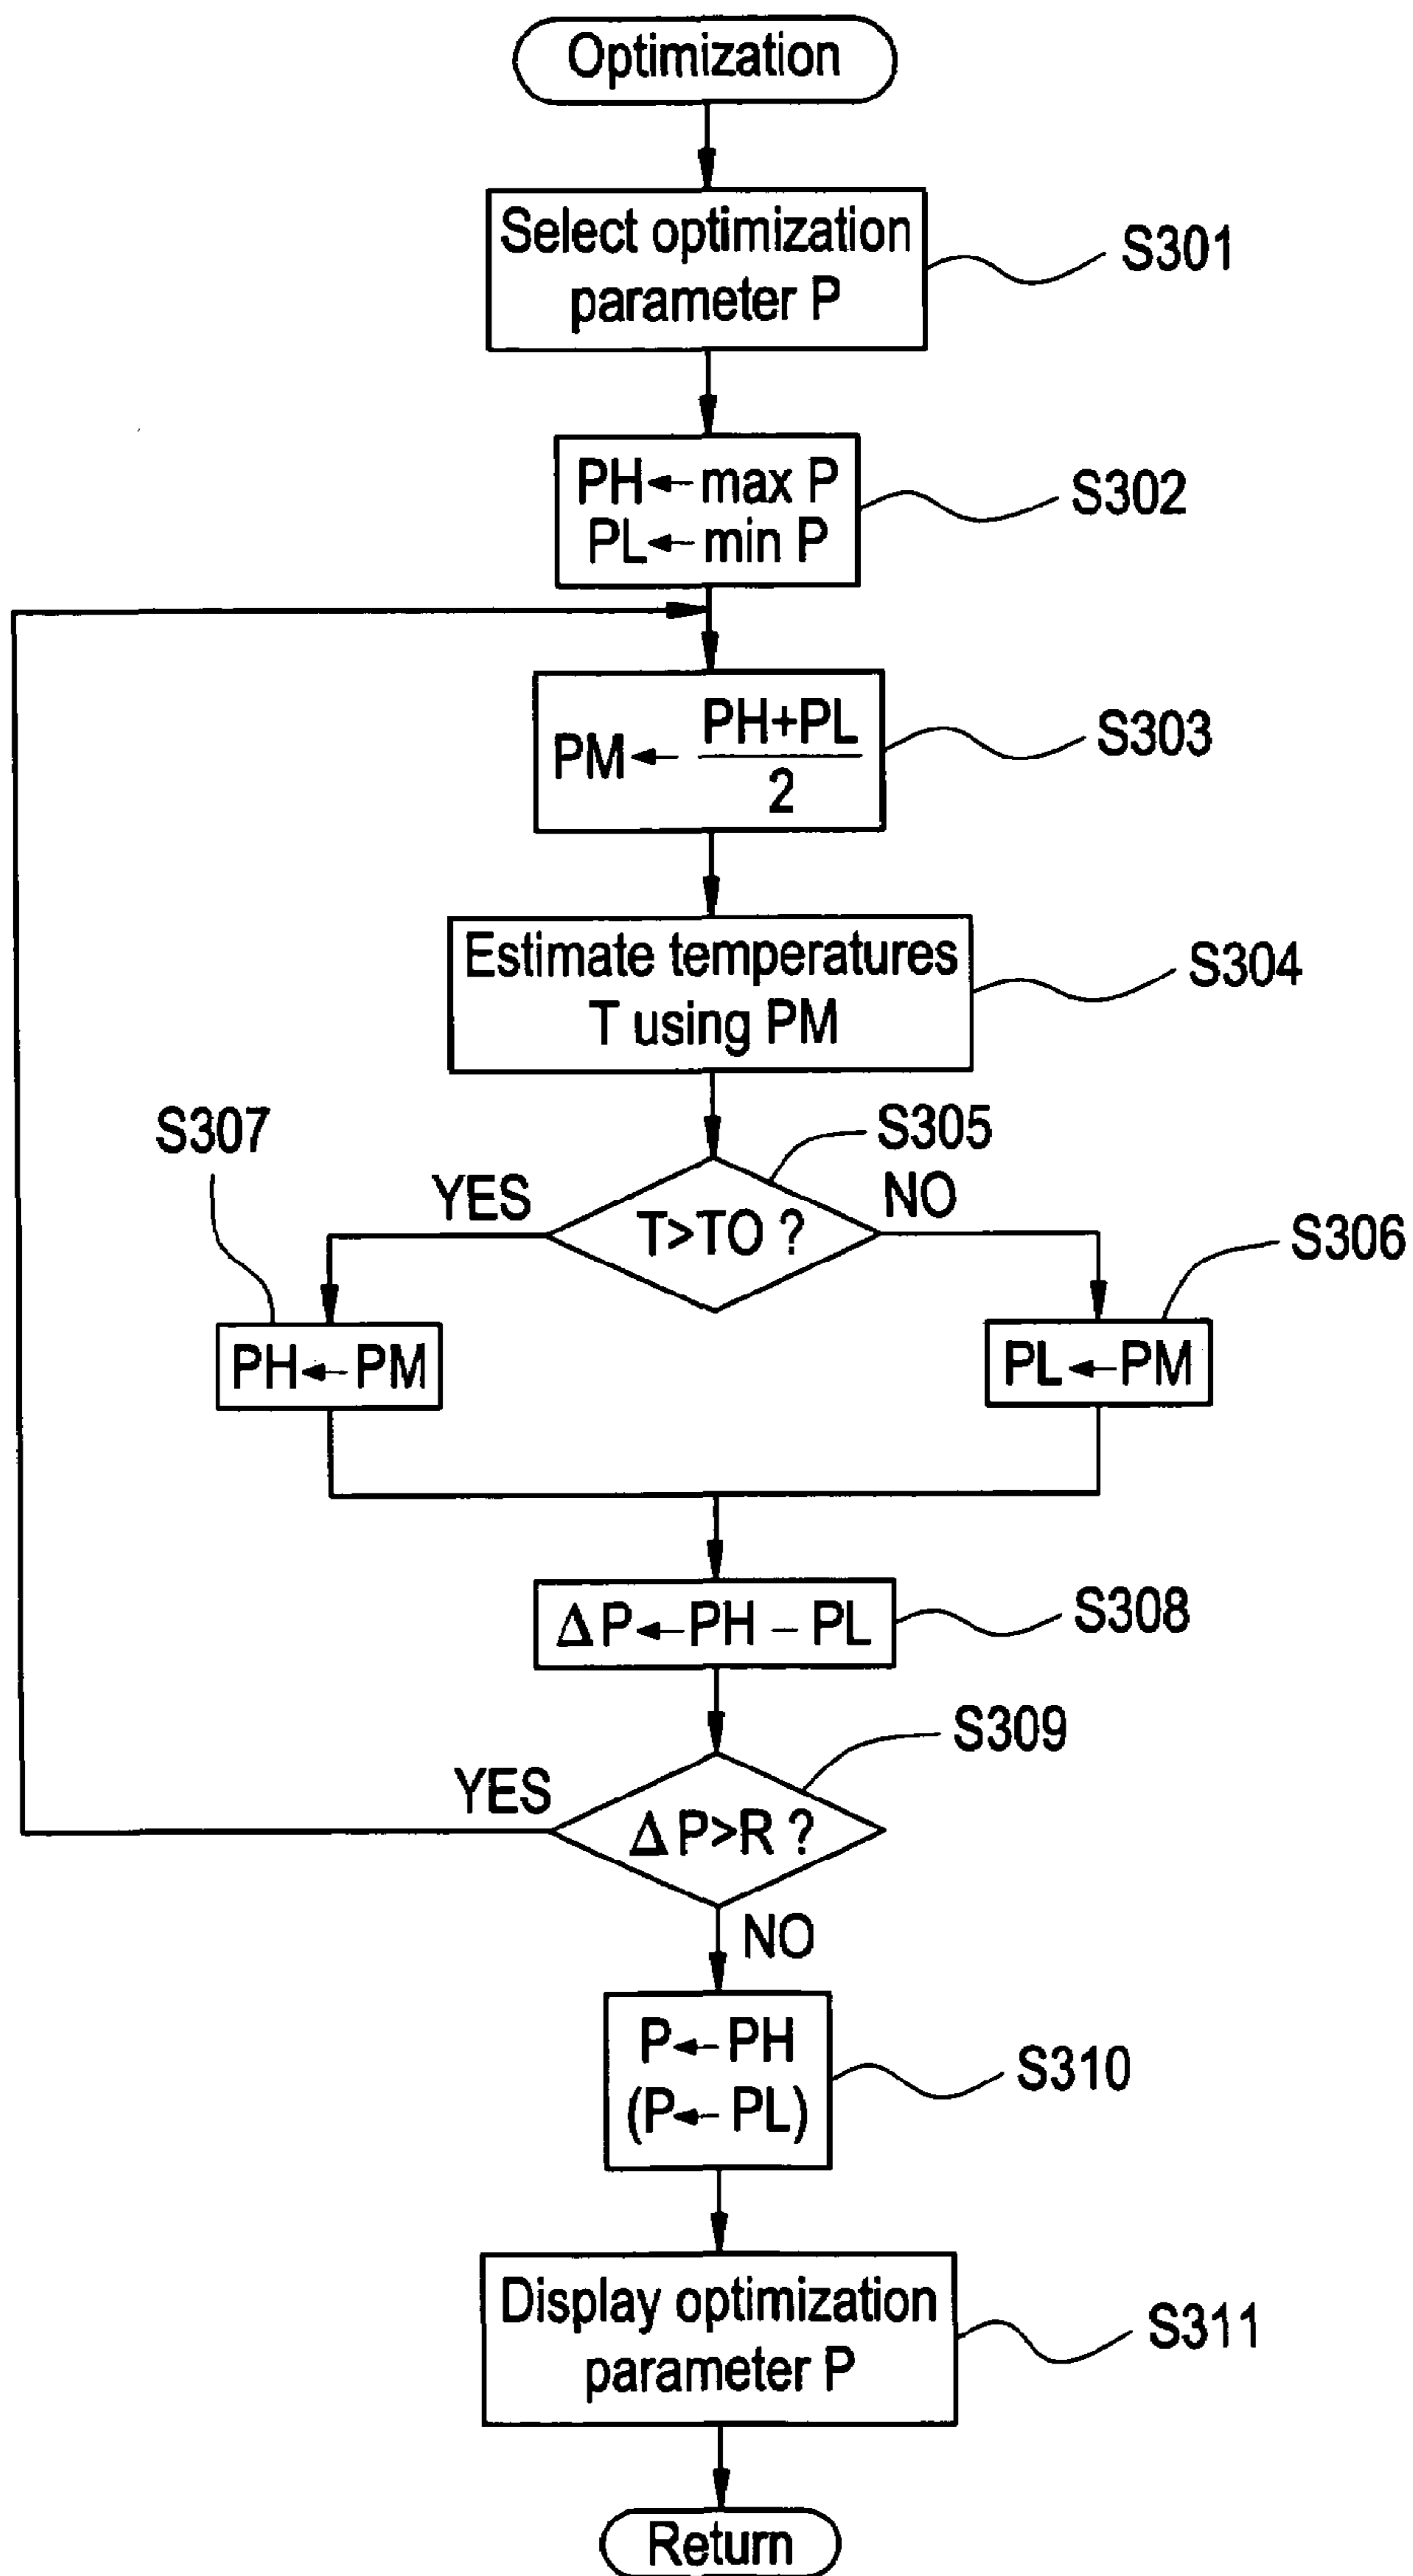 Optimization
Select optimization
parameter P
S301
PH←max P
PL←min P
S302
PM← PH+PL
2
S303
Estimate temperatures
T using PM
S304
S307
S305
YES
NO
T>TO ?
S306
PH←PM
PL←PM
ΔP←PH – PL
S308
S309
YES
ΔP>R ?
NO
P←PH
(P←PL)
S310
Display optimization
parameter P
S311
Return